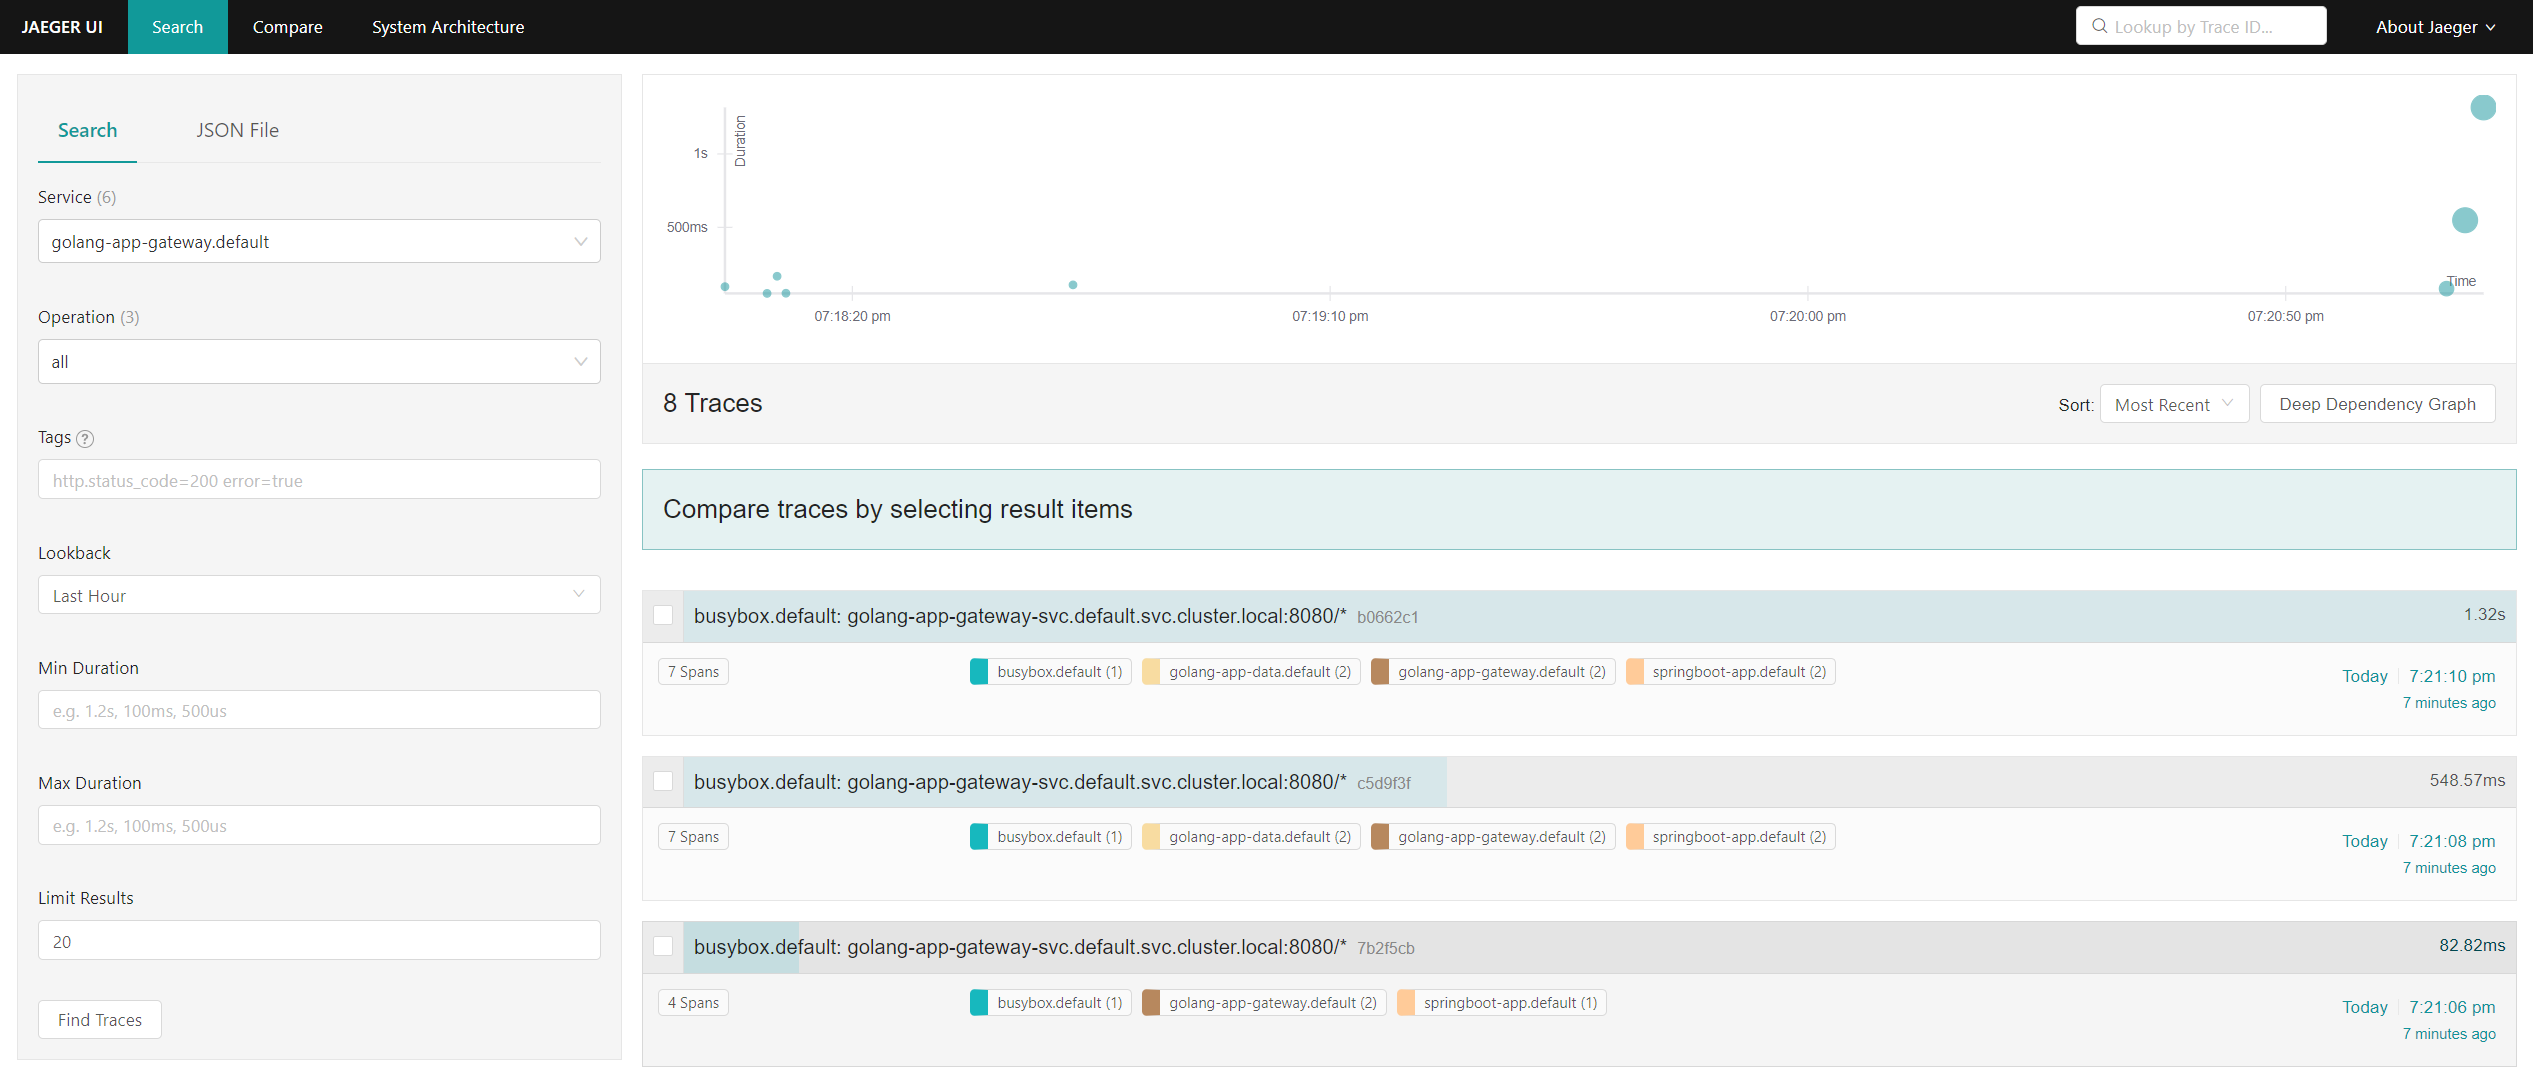 JAEGER UI Search Compare System Architecture Lookup by Trace ID... About Jaeger
Search JSON File
Service (6)
golang-app-gateway.default
Operation (3)
all
Tags ?
http.status_code=200 error=true
Lookback
Last Hour
Min Duration
e.g. 1.2s, 100ms, 500us
Max Duration
e.g. 1.2s, 100ms, 500us
Limit Results
20
Find Traces
Duration
1s
500ms
Time
07:18:20 pm 07:19:10 pm 07:20:00 pm 07:20:50 pm
8 Traces Sort: Most Recent Deep Dependency Graph
Compare traces by selecting result items
busybox.default: golang-app-gateway-svc.default.svc.cluster.local:8080/* b0662c1 1.32s
7 Spans busybox.default (1) golang-app-data.default (2) golang-app-gateway.default (2) springboot-app.default (2)
Today 7:21:10 pm
7 minutes ago
busybox.default: golang-app-gateway-svc.default.svc.cluster.local:8080/* c5d9f3f 548.57ms
7 Spans busybox.default (1) golang-app-data.default (2) golang-app-gateway.default (2) springboot-app.default (2)
Today 7:21:08 pm
7 minutes ago
busybox.default: golang-app-gateway-svc.default.svc.cluster.local:8080/* 7b2f5cb 82.82ms
4 Spans busybox.default (1) golang-app-gateway.default (2) springboot-app.default (1)
Today 7:21:06 pm
7 minutes ago